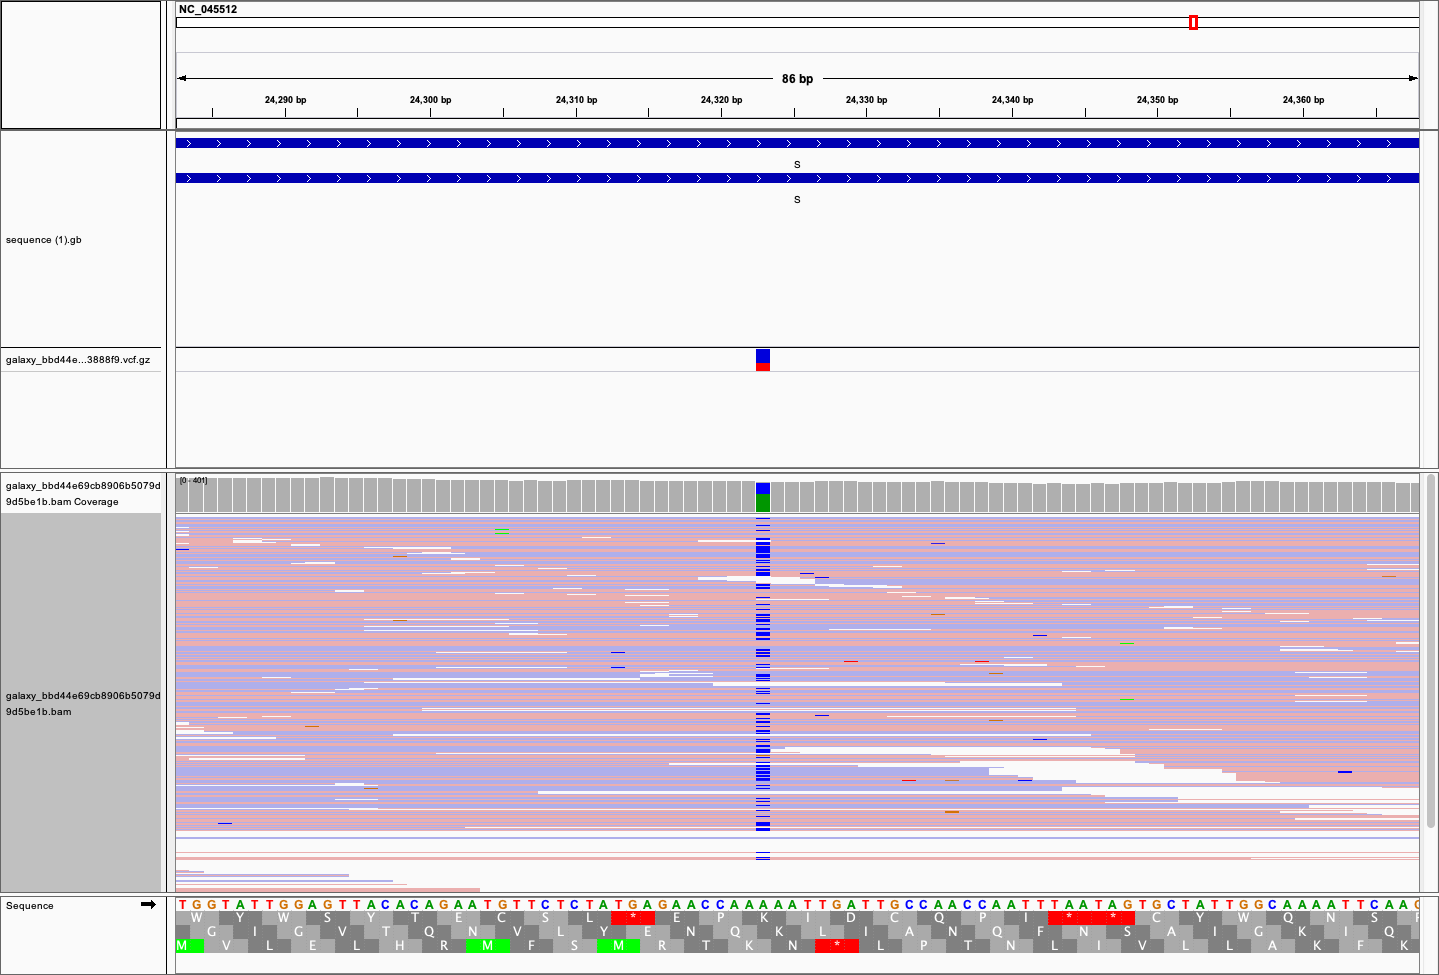 NC_045512
86 bp
24,290 bp 24,300 bp 24,310 bp 24,320 bp 24,330 bp 24,340 bp 24,350 bp 24,360 bp
S
S
sequence (1).gb
galaxy_bbd44e...3888f9.vcf.gz
galaxy_bbd44e69cb8906b5079d
9d5be1b.bam Coverage
[0 - 401]
galaxy_bbd44e69cb8906b5079d
9d5be1b.bam
Sequence
T G G T A T T G G A G T T A C A C A G A A T G T T C T C T A T G A G A A C C A A A A A T T G A T T G C C A A C C A A T T T A A T A G T G C T A T T G G C A A A A T T C A A G
W Y W S Y T E C S L * E P K I D C Q P I * * C Y W Q N S
G I G V T Q N V L Y E N Q K L I A N Q F N S A I G K I Q
M V L E L H R M F S M R T K N * L P T N L I V L L A K F K